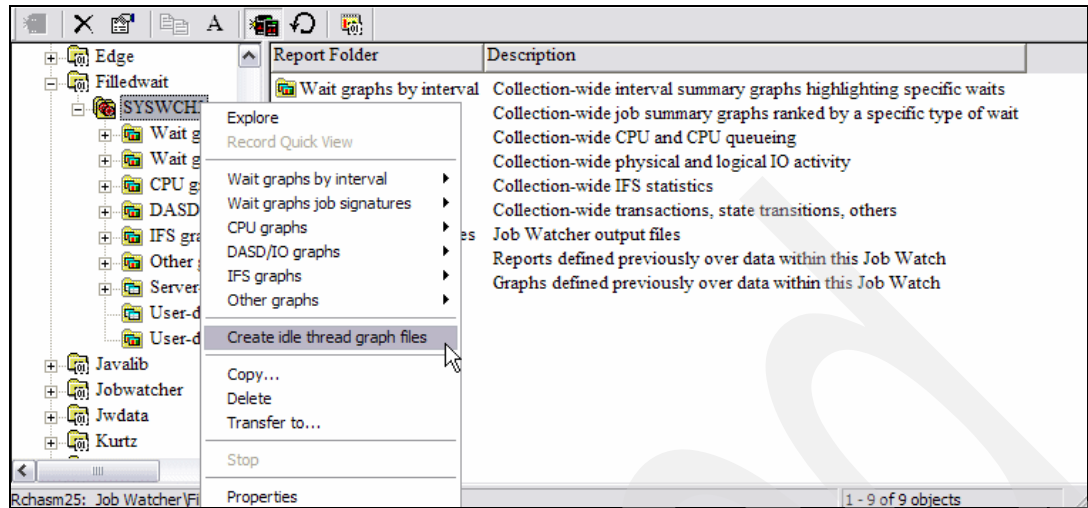 A
Report Folder Description
Edge
Filledwait
SYSWCH
Wait g
Wait g
CPU g
DASD
IFS gra
Other
Server
User-d
User-d
Javalib
Jobwatcher
Jwdata
Kurtz
Wait graphs by interval Collection-wide interval summary graphs highlighting specific waits
Collection-wide job summary graphs ranked by a specific type of wait
Collection-wide CPU and CPU queueing
Collection-wide physical and logical IO activity
Collection-wide IFS statistics
Collection-wide transactions, state transitions, others
es Job Watcher output files
Reports defined previously over data within this Job Watch
Graphs defined previously over data within this Job Watch
Explore
Record Quick View
Wait graphs by interval
Wait graphs job signatures
CPU graphs
DASD/IO graphs
IFS graphs
Other graphs
Create idle thread graph files
Copy...
Delete
Transfer to...
Stop
Properties
Rchasm25: Job Watcher\Fi
1 - 9 of 9 objects